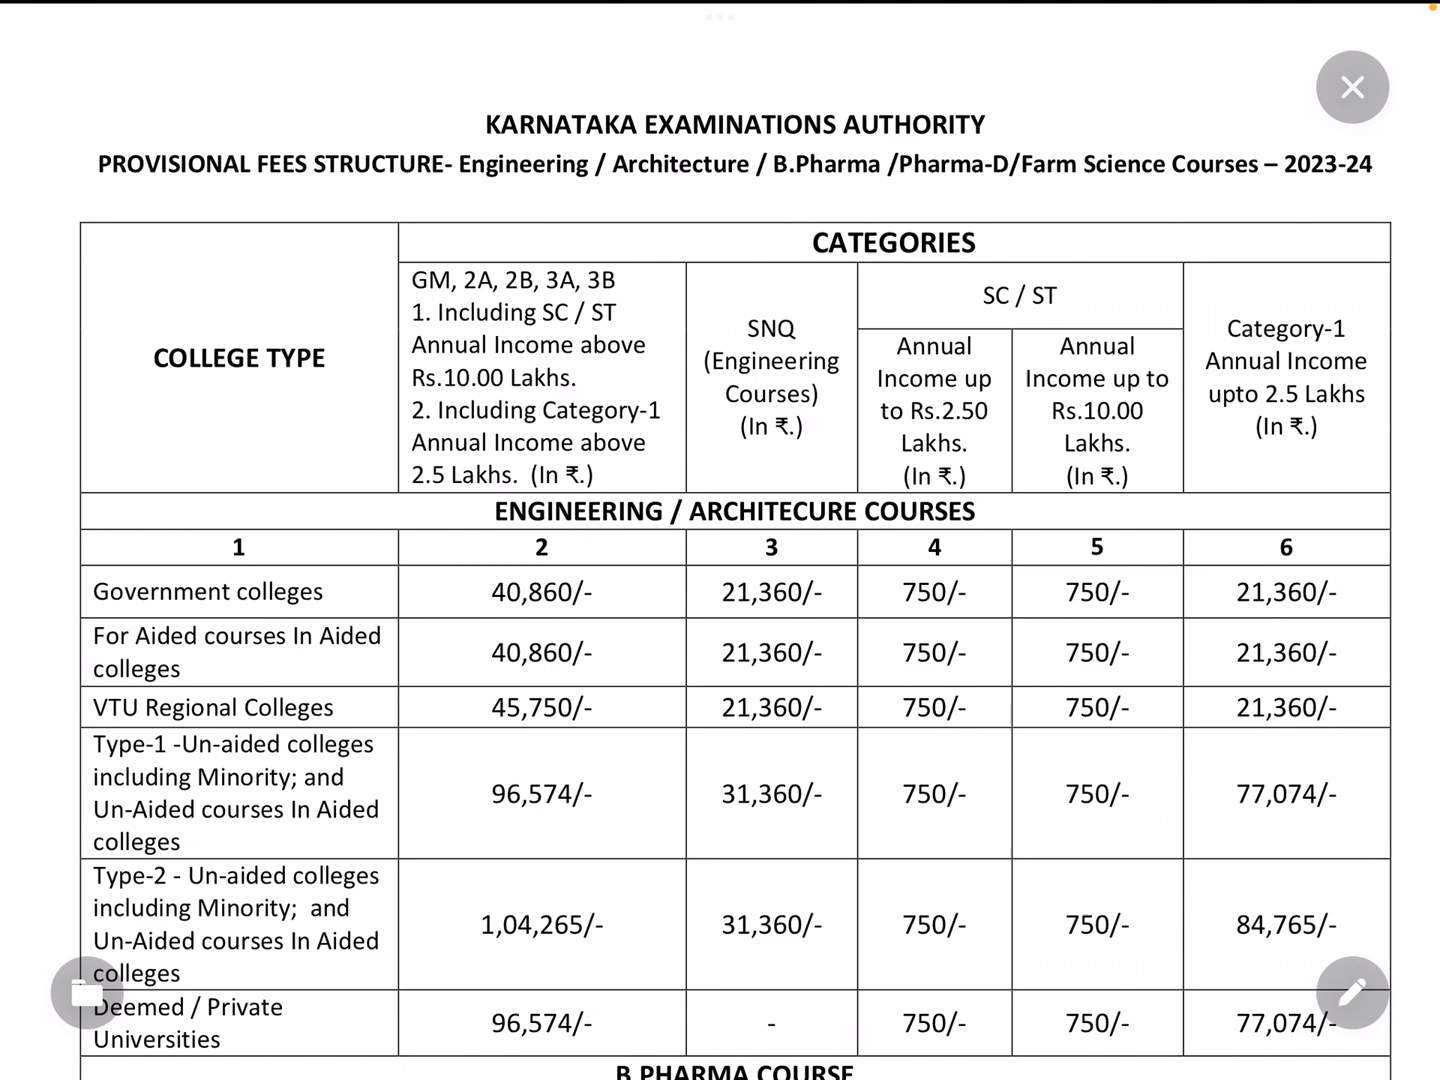 KARNATAKA EXAMINATIONS AUTHORITY
PROVISIONAL FEES STRUCTURE- Engineering / Architecture / B.Pharma /Pharma-D/Farm Science Courses – 2023-24
COLLEGE TYPE
CATEGORIES
GM, 2A, 2B, 3A, 3B
1. Including SC / ST
Annual Income above
Rs.10.00 Lakhs.
2. Including Category-1
Annual Income above
2.5 Lakhs. (In ₹.)
SNQ
(Engineering
Courses)
(In ₹.)
SC / ST
Annual
Income up
to Rs.2.50
Lakhs.
(In ₹.)
Annual
Income up to
Rs.10.00
Lakhs.
(In ₹.)
Category-1
Annual Income
upto 2.5 Lakhs
(In ₹.)
ENGINEERING / ARCHITECURE COURSES
1 2 3 4 5 6
Government colleges 40,860/- 21,360/- 750/- 750/- 21,360/-
For Aided courses In Aided
colleges
40,860/- 21,360/- 750/- 750/- 21,360/-
VTU Regional Colleges 45,750/- 21,360/- 750/- 750/- 21,360/-
Type-1 -Un-aided colleges
including Minority; and
Un-Aided courses In Aided
colleges
96,574/- 31,360/- 750/- 750/- 77,074/-
Type-2 - Un-aided colleges
including Minority; and
Un-Aided courses In Aided
colleges
1,04,265/- 31,360/- 750/- 750/- 84,765/-
Deemed / Private
Universities
96,574/- - 750/- 750/- 77,074/-
B PHARMA COURSE